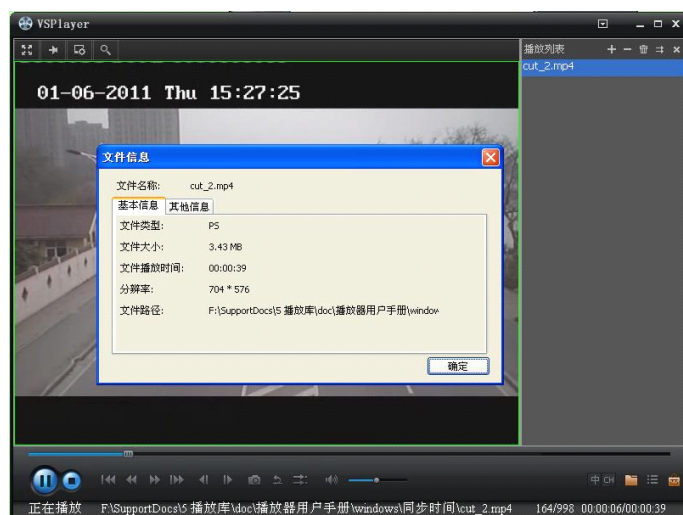 VSPlayer
播放列表
cut_2.mp4
01-06-2011 Thu 15:27:25
文件信息
文件名称: cut_2.mp4
基本信息 其他信息
文件类型: PS
文件大小: 3.43 MB
文件播放时间: 00:00:39
分辨率: 704 * 576
文件路径: F:\SupportDocs\5 播放库\doc\播放器用户手册\window
确定
中 CH
正在播放 F:\SupportDocs\5 播放库\doc\播放器用户手册\windows\同步时间\cut_2.mp4 164/998 00:00:06/00:00:39